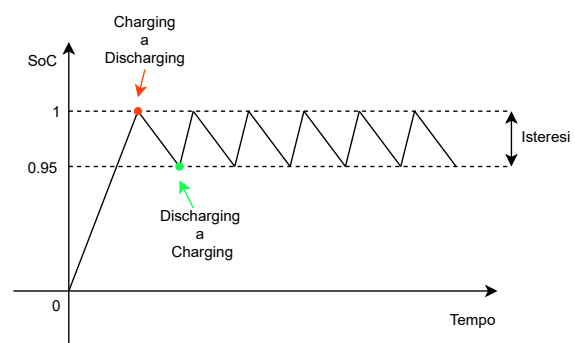 Charging
a
Discharging
SoC
1
Isteresi
0.95
Discharging
a
Charging
0
Tempo